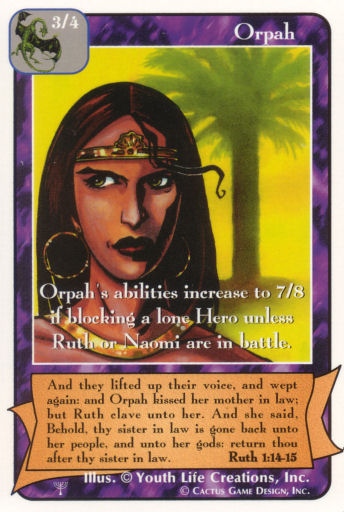 3/4
Orpah
Orpah's abilities increase to 7/8
if blocking a lone Hero unless
Ruth or Naomi are in battle.
And they lifted up their voice, and wept
again: and Orpah kissed her mother in law;
but Ruth clave unto her. And she said,
Behold, thy sister in law is gone back unto
her people, and unto her gods: return thou
after thy sister in law. Ruth 1:14-15
Illus. © Youth Life Creations, Inc.
© Cactus Game Design, Inc.